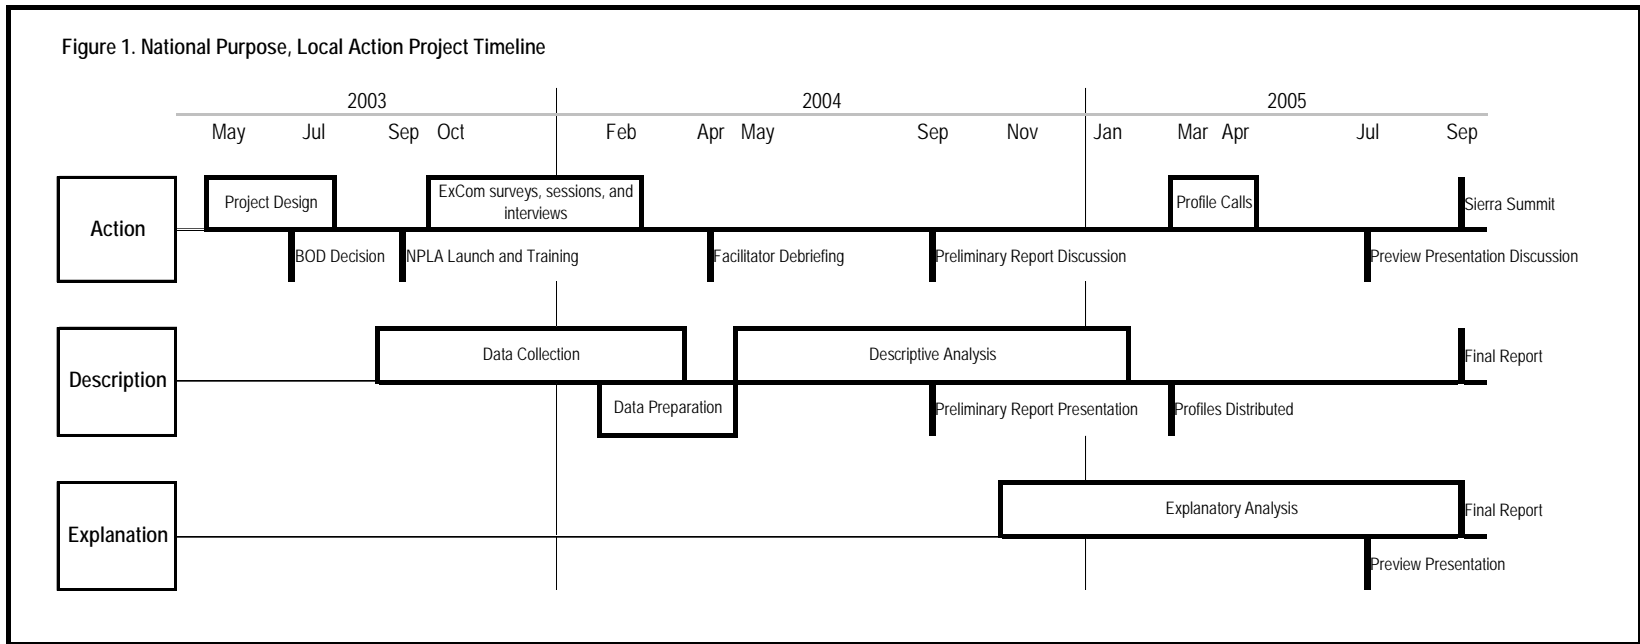 Figure 1. National Purpose, Local Action Project Timeline
2003 2004 2005
May Jul Sep Oct Feb Apr May Sep Nov Jan Mar Apr Jul Sep
Action
Project Design
ExCom surveys, sessions, and
interviews
Profile Calls
Sierra Summit
BOD Decision
NPLA Launch and Training
Facilitator Debriefing
Preliminary Report Discussion
Preview Presentation Discussion
Description
Data Collection
Descriptive Analysis
Final Report
Data Preparation
Preliminary Report Presentation
Profiles Distributed
Explanation
Explanatory Analysis
Final Report
Preview Presentation